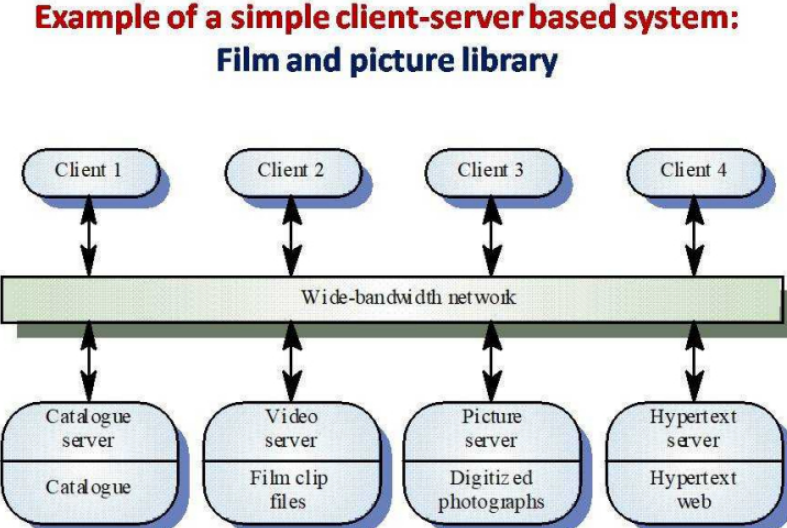 Example of a simple client-server based system:
Film and picture library
Client 1
Client 2
Client 3
Client 4
Wide-bandwidth network
Catalogue
server
Catalogue
Video
server
Film clip
files
Picture
server
Digitized
photographs
Hypertext
server
Hypertext
web